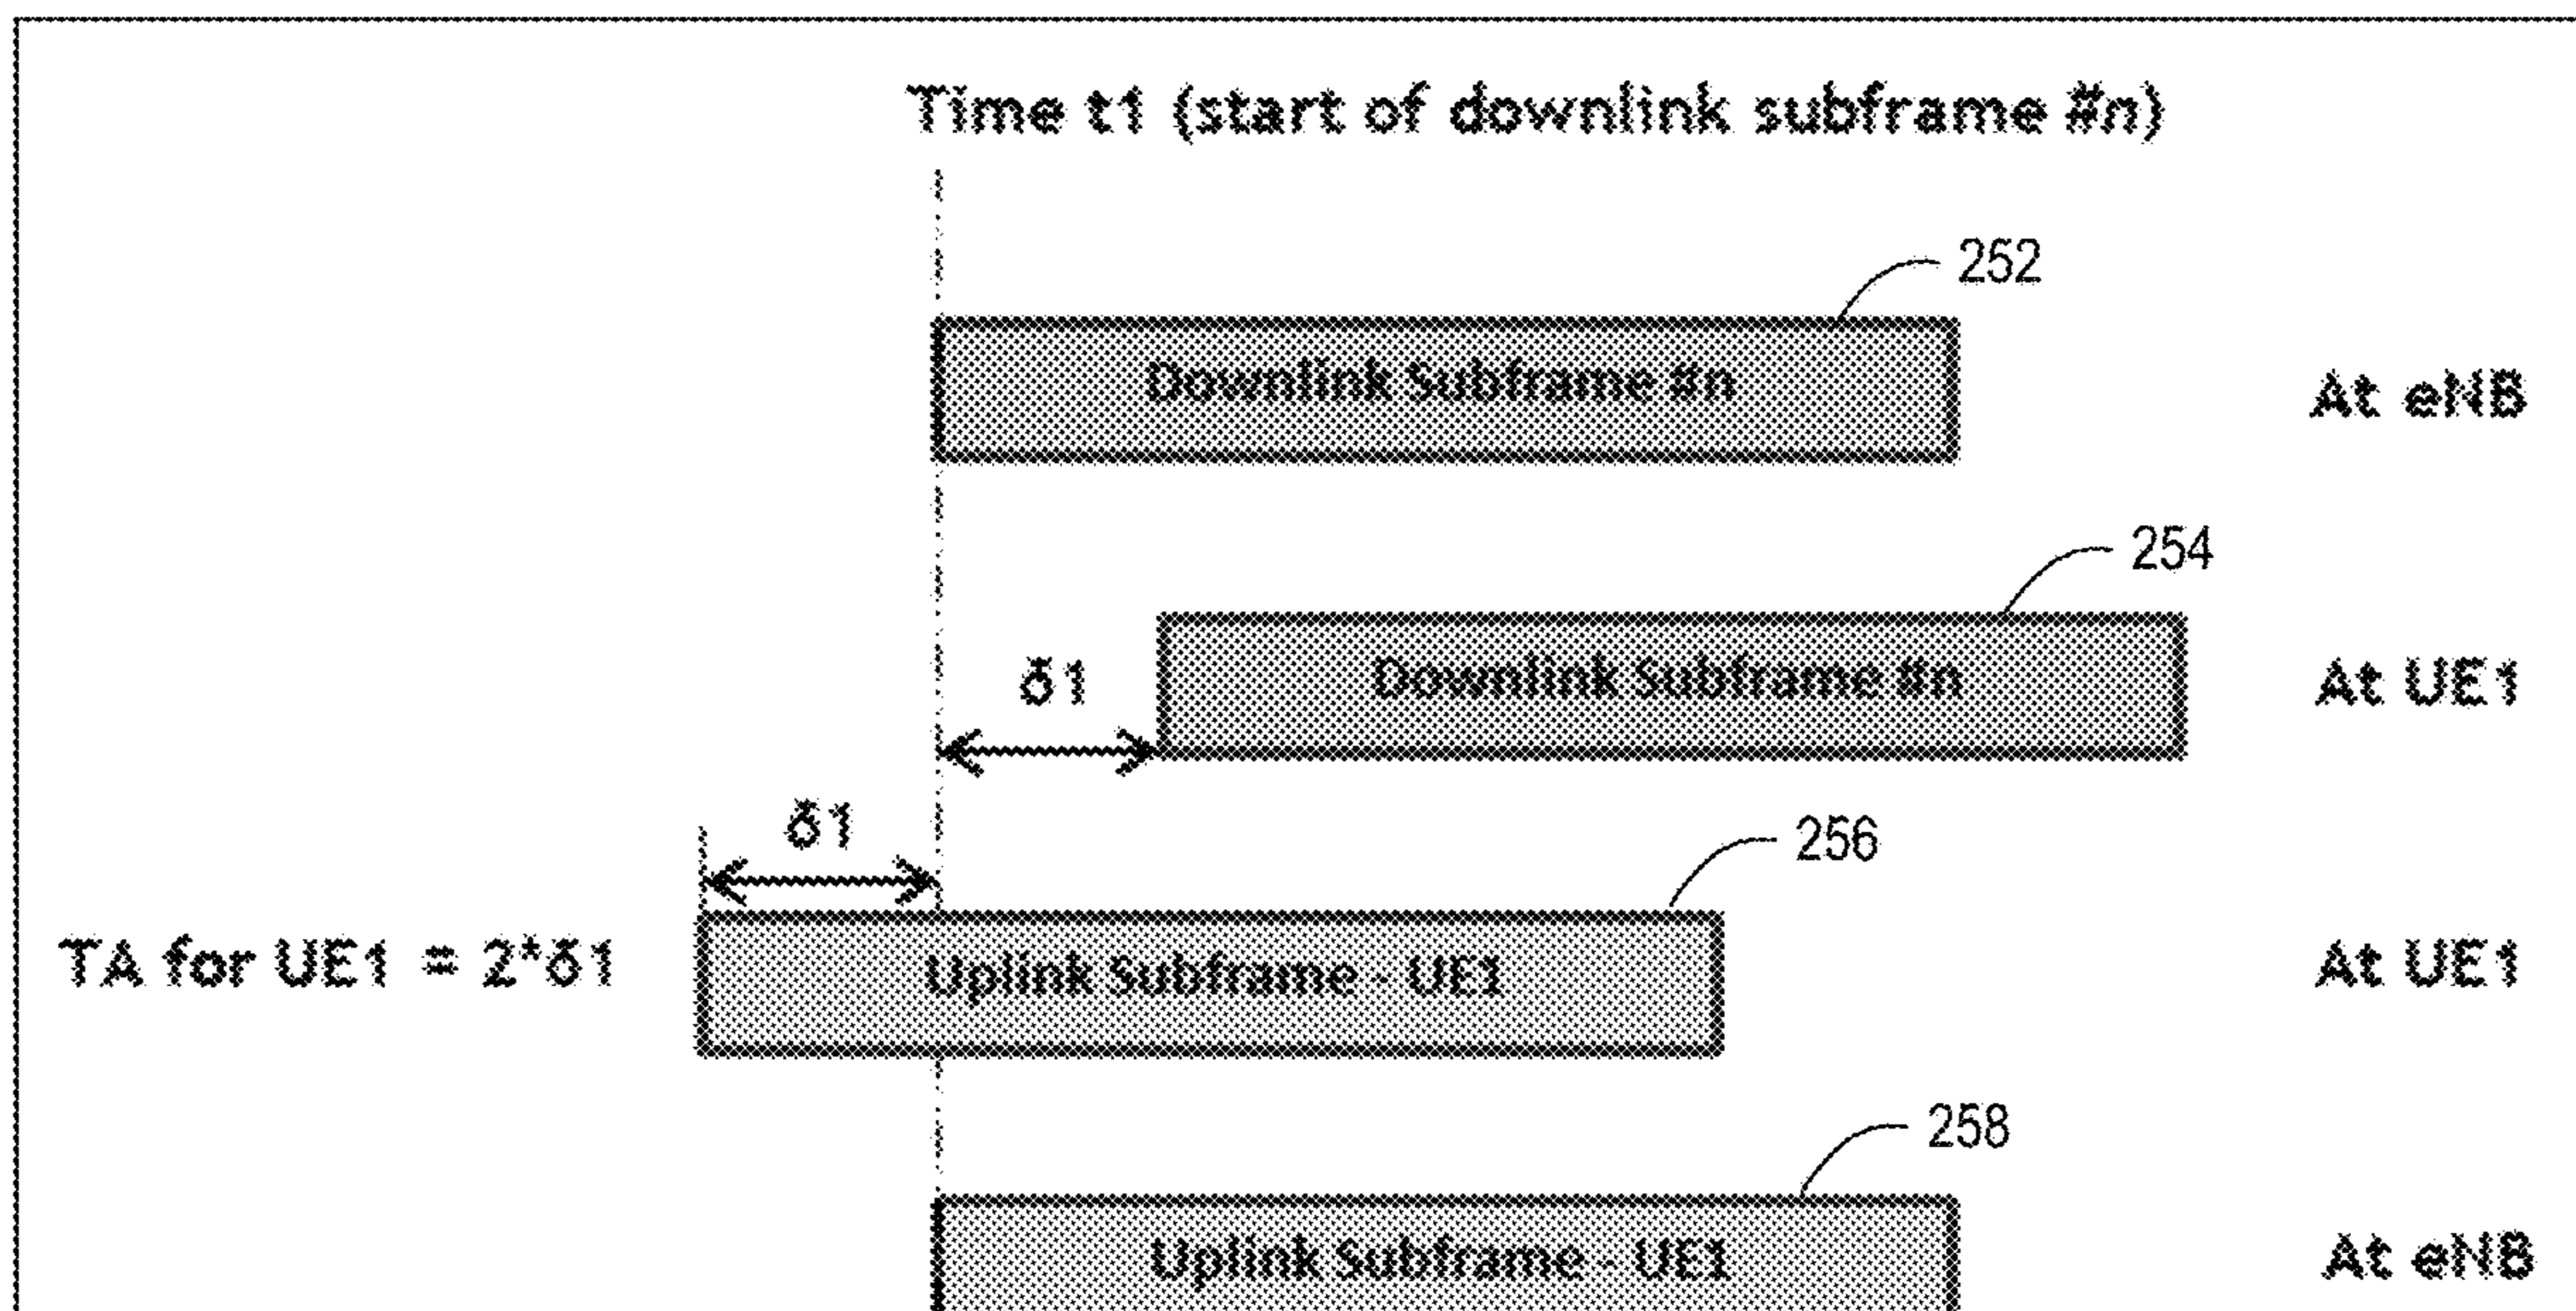 Time t1 (start of downlink subframe #n)
252
Downlink Subframe #n
At eNB
254
δ1
Downlink Subframe #n
At UE1
δ1
256
TA for UE1 = 2*δ1
Uplink Subframe - UE1
At UE1
258
Uplink Subframe - UE1
At eNB